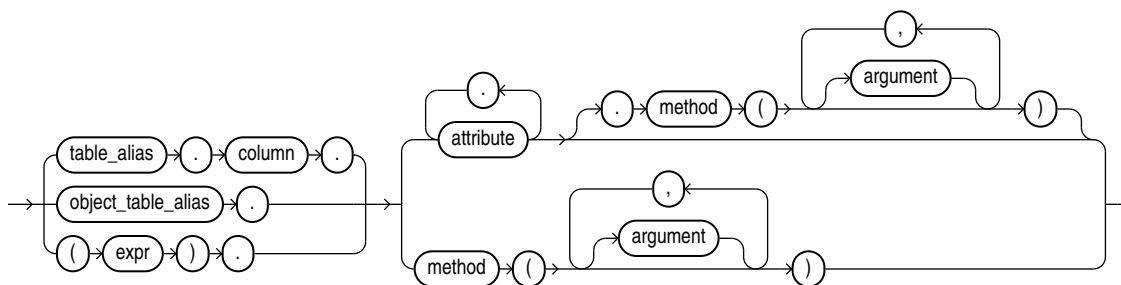 ,
argument
.
. method ( )
attribute
table_alias . column .
,
object_table_alias .
argument
( expr ) .
method ( )